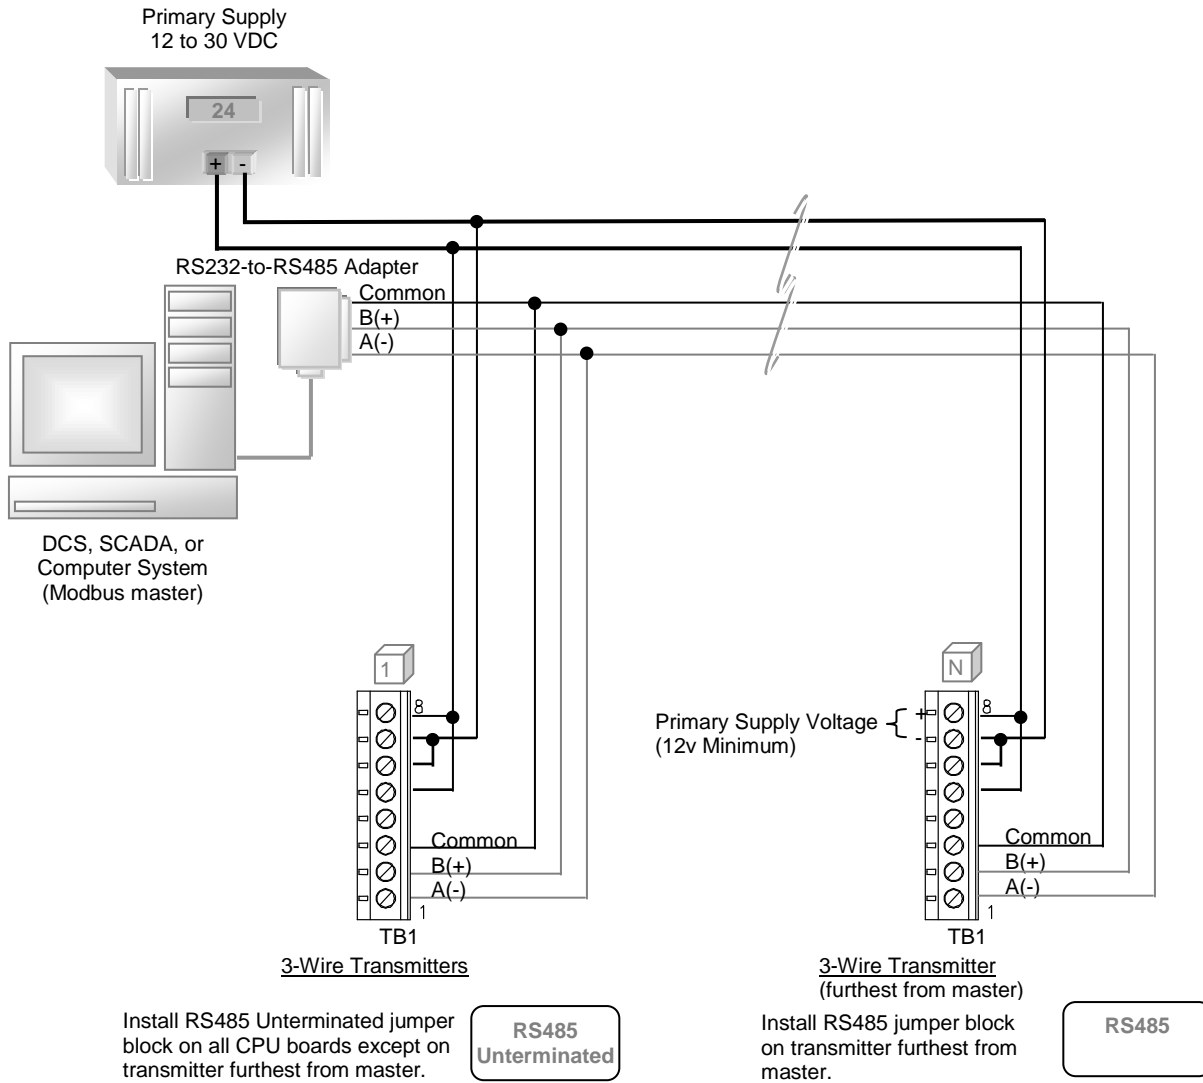 Primary Supply
12 to 30 VDC
24
+ -
RS232-to-RS485 Adapter
Common
B(+)
A(-)
DCS, SCADA, or
Computer System
(Modbus master)
1
8
Common
B(+)
A(-)
1
TB1
3-Wire Transmitters
Install RS485 Unterminated jumper
block on all CPU boards except on
transmitter furthest from master.
RS485
Unterminated
N
Primary Supply Voltage
(12v Minimum)
+
-
8
Common
B(+)
A(-)
1
TB1
3-Wire Transmitter
(furthest from master)
Install RS485 jumper block
on transmitter furthest from
master.
RS485